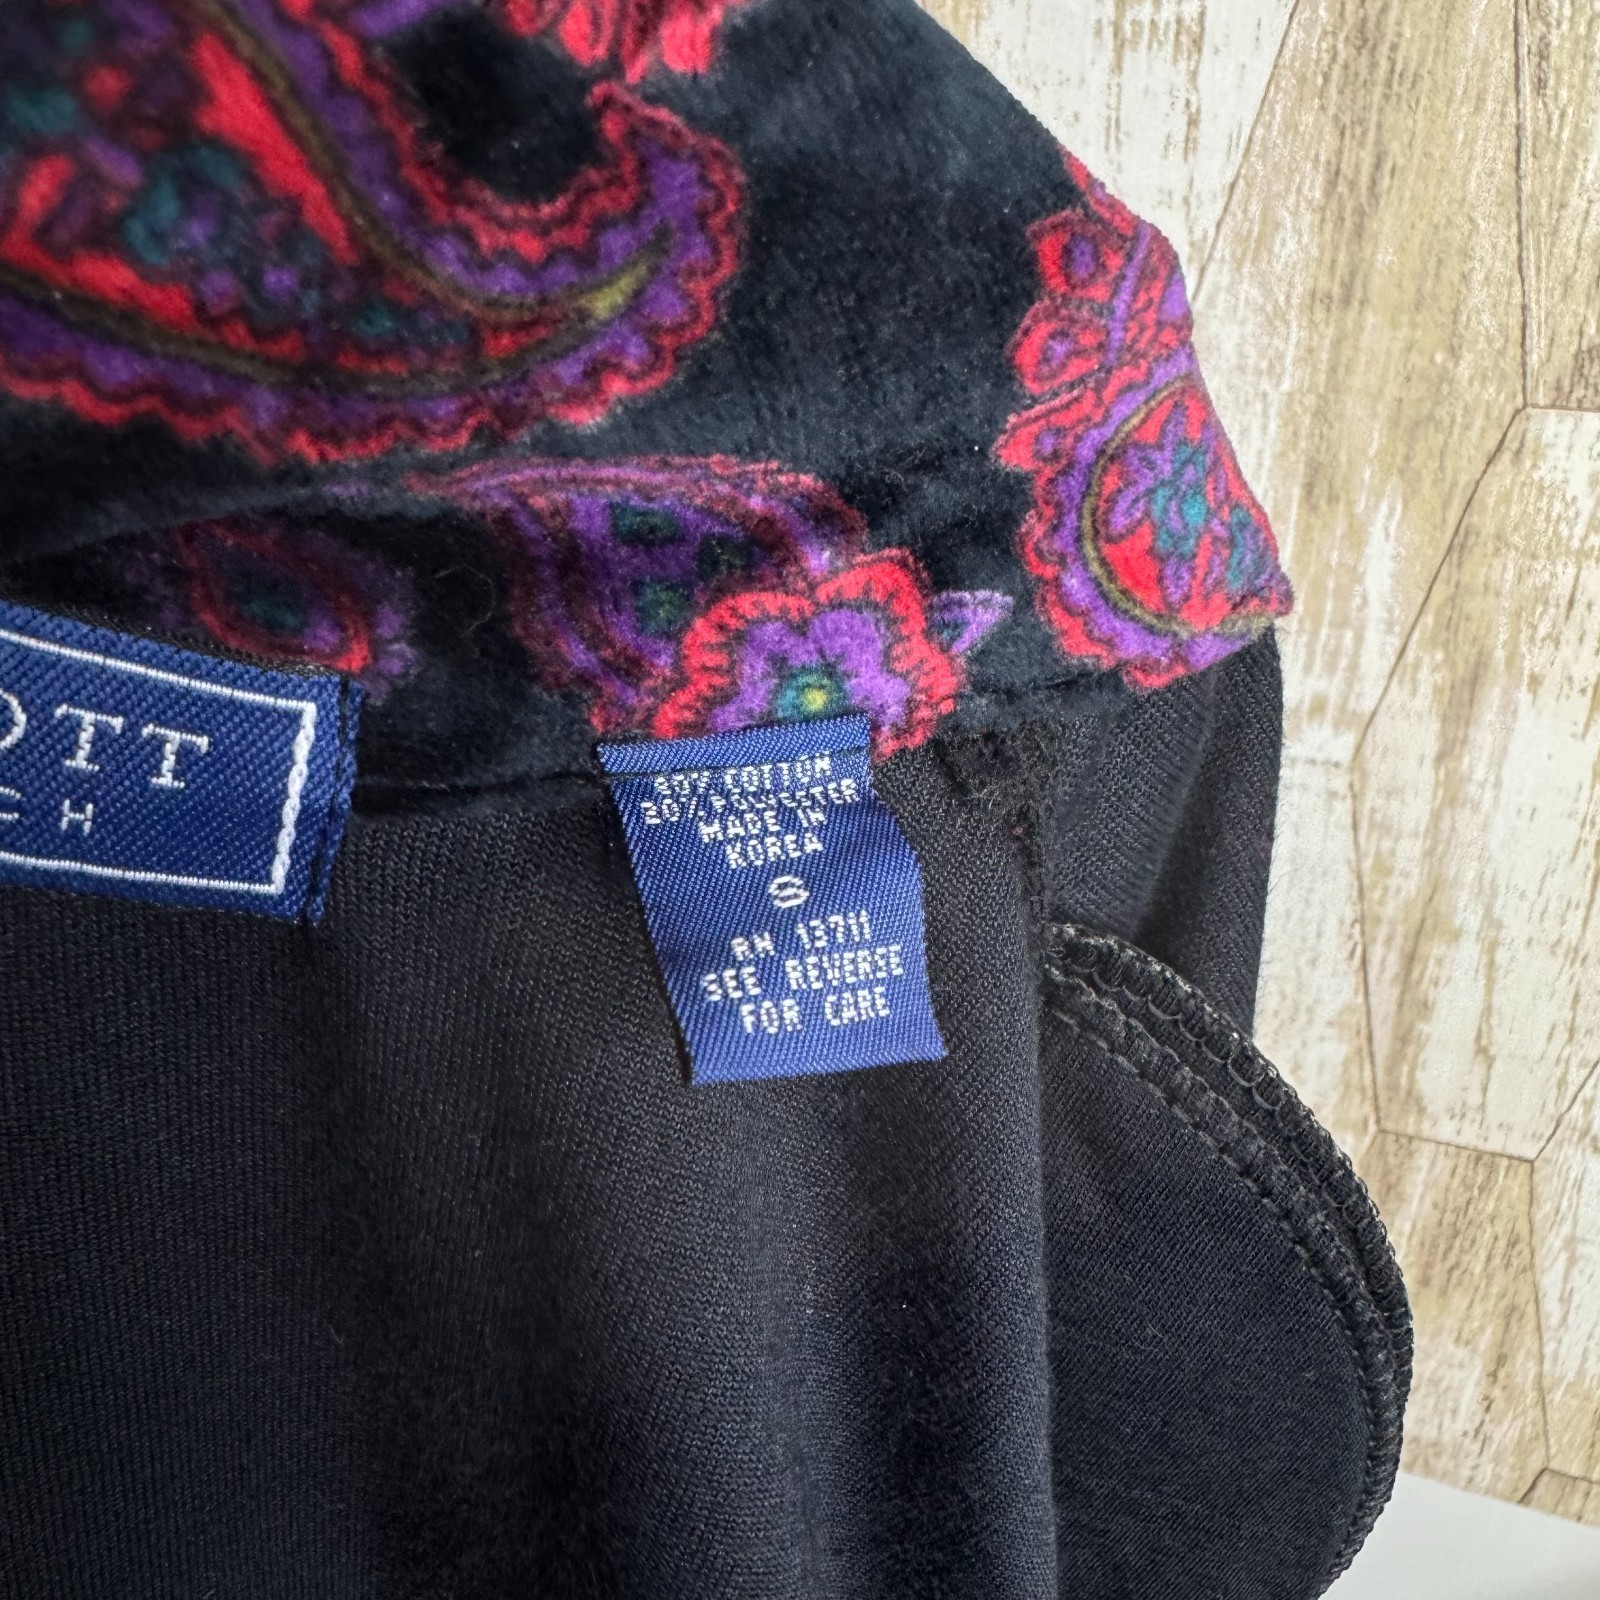 OTT
CH
80% COTTON
20% POLYESTER
MADE IN
KOREA
S
RN 13711
SEE REVERSE
FOR CARE